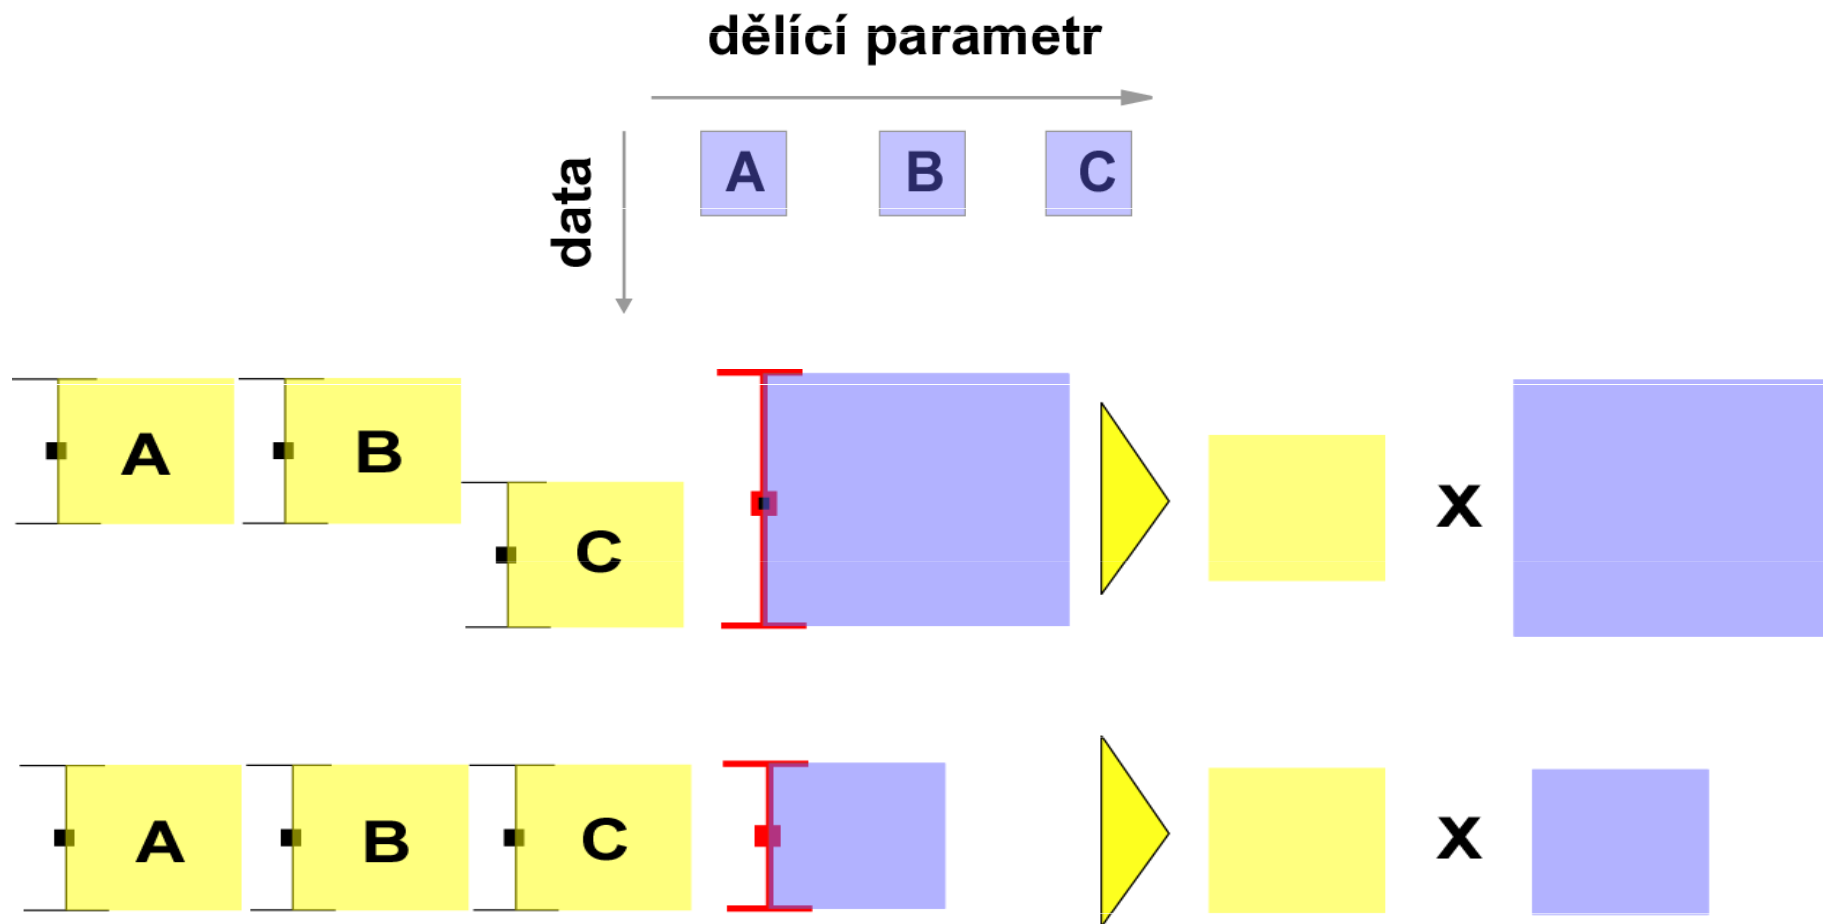 dělící parametr
data
A B C
A B
C
X
A B C
X